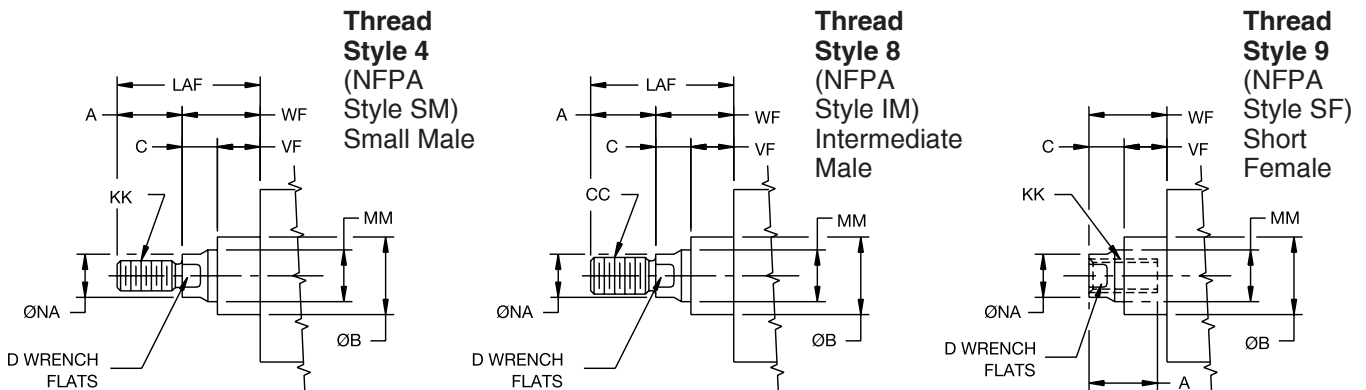 Thread
Style 4
(NFPA
Style SM)
Small Male
LAF
A
WF
C
VF
KK
MM
ØNA
ØB
D WRENCH
FLATS
Thread
Style 8
(NFPA
Style IM)
Intermediate
Male
LAF
A
WF
C
VF
CC
MM
ØNA
ØB
D WRENCH
FLATS
Thread
Style 9
(NFPA
Style SF)
Short
Female
WF
C
VF
KK
MM
ØNA
ØB
D WRENCH
FLATS
A